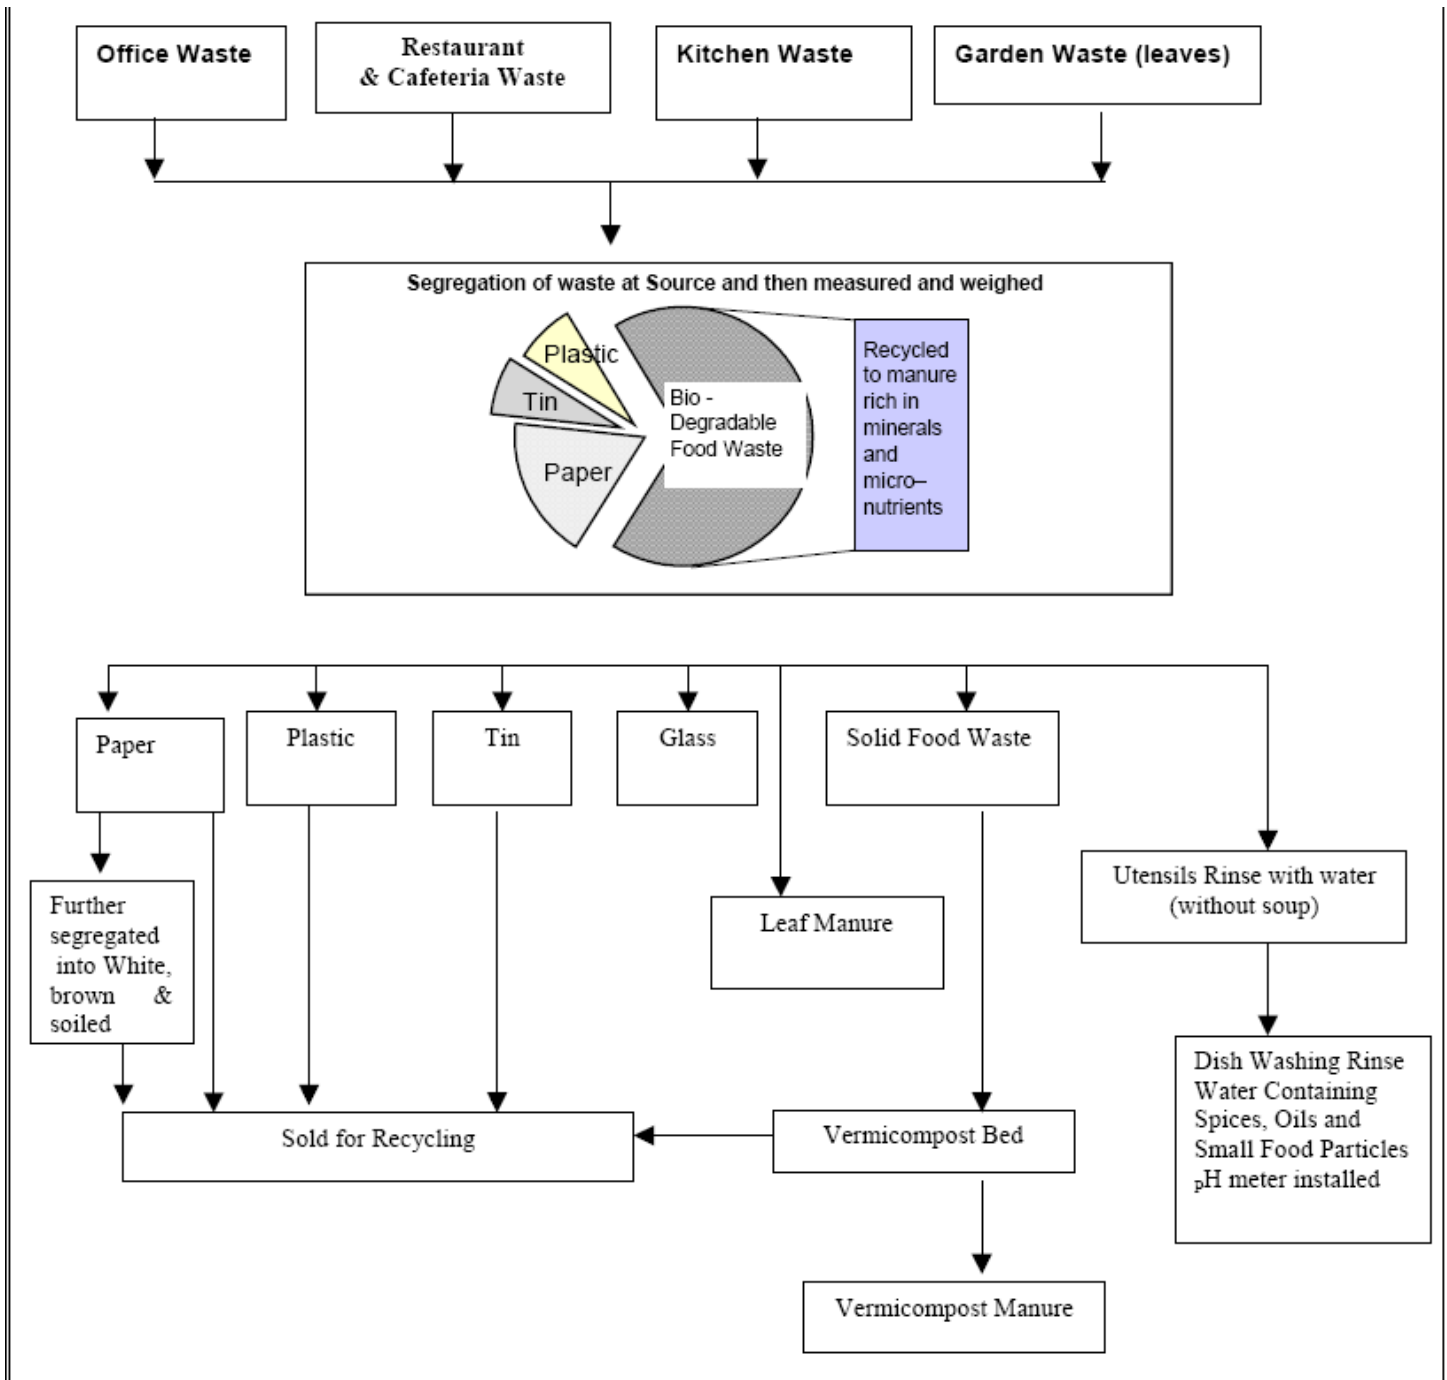 Office Waste
Restaurant
& Cafeteria Waste
Kitchen Waste
Garden Waste (leaves)
Segregation of waste at Source and then measured and weighed
Plastic
Tin
Paper
Bio -
Degradable
Food Waste
Recycled
to manure
rich in
minerals
and
micro–
nutrients
Paper
Plastic
Tin
Glass
Solid Food Waste
Utensils Rinse with water
(without soup)
Further
segregated
into White,
brown &
soiled
Leaf Manure
Dish Washing Rinse
Water Containing
Spices, Oils and
Small Food Particles
pH meter installed
Sold for Recycling
Vermicompost Bed
Vermicompost Manure